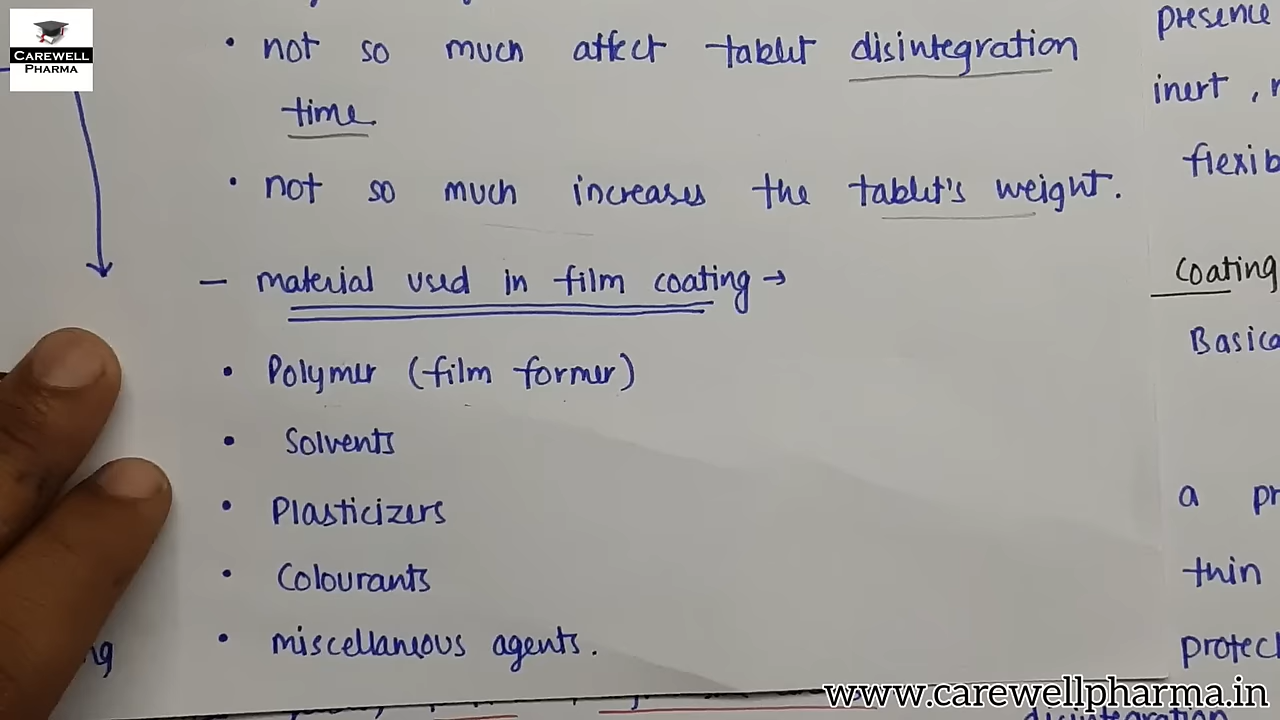 CAREWELL
PHARMA
• not so much affect tablet disintegration
time.
• not so much increases the tablet's weight.
– material used in film coating →
• Polymer (film former)
• Solvents
• Plasticizers
• Colourants
• miscellaneous agents.
presence
inert ,
flexib
Coating
Basica
a pr
thin
protec
disintegration
www.carewellpharma.in